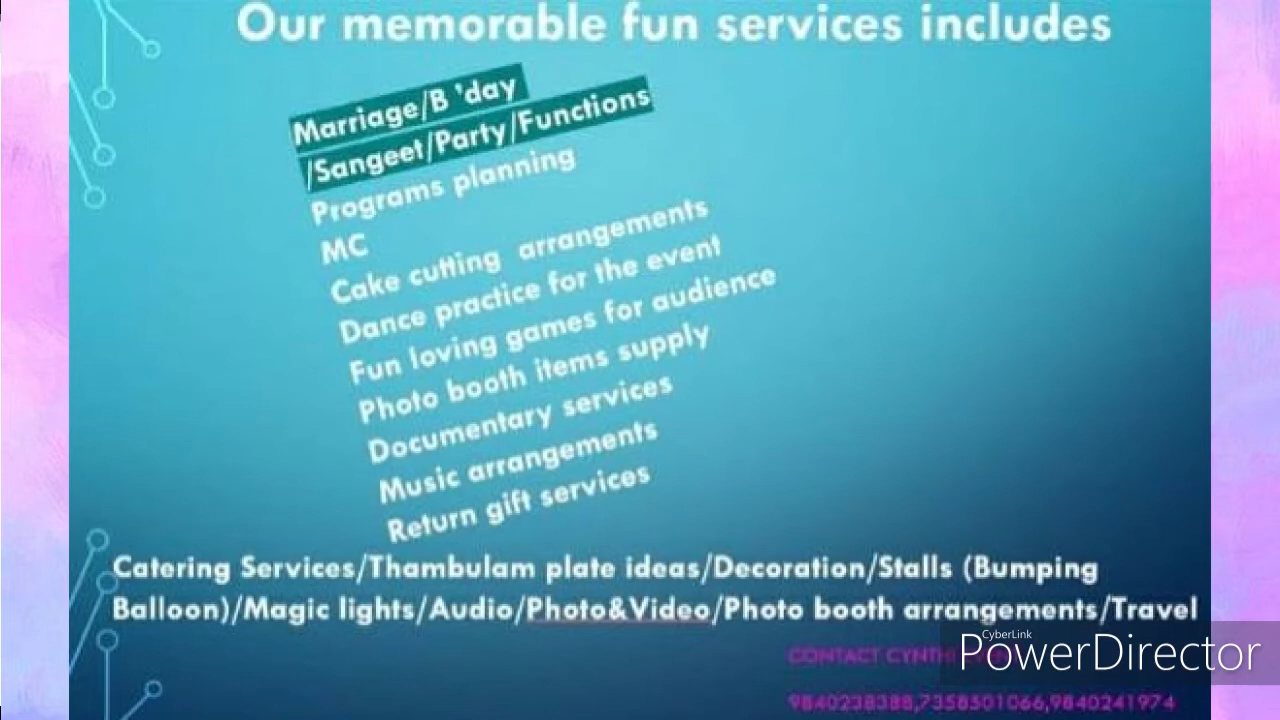 Our memorable fun services includes
Marriage/B 'day
/Sangeet/Party/Functions
Programs planning
MC
Cake cutting arrangements
Dance practice for the event
Fun loving games for audience
Photo booth items supply
Documentary services
Music arrangements
Return gift services
Catering Services/Thambulam plate ideas/Decoration/Stalls (Bumping
Balloon)/Magic lights/Audio/Photo&Video/Photo booth arrangements/Travel
CONTACT
CyberLink
PowerDirector
9840238388,7358501066,9840241974